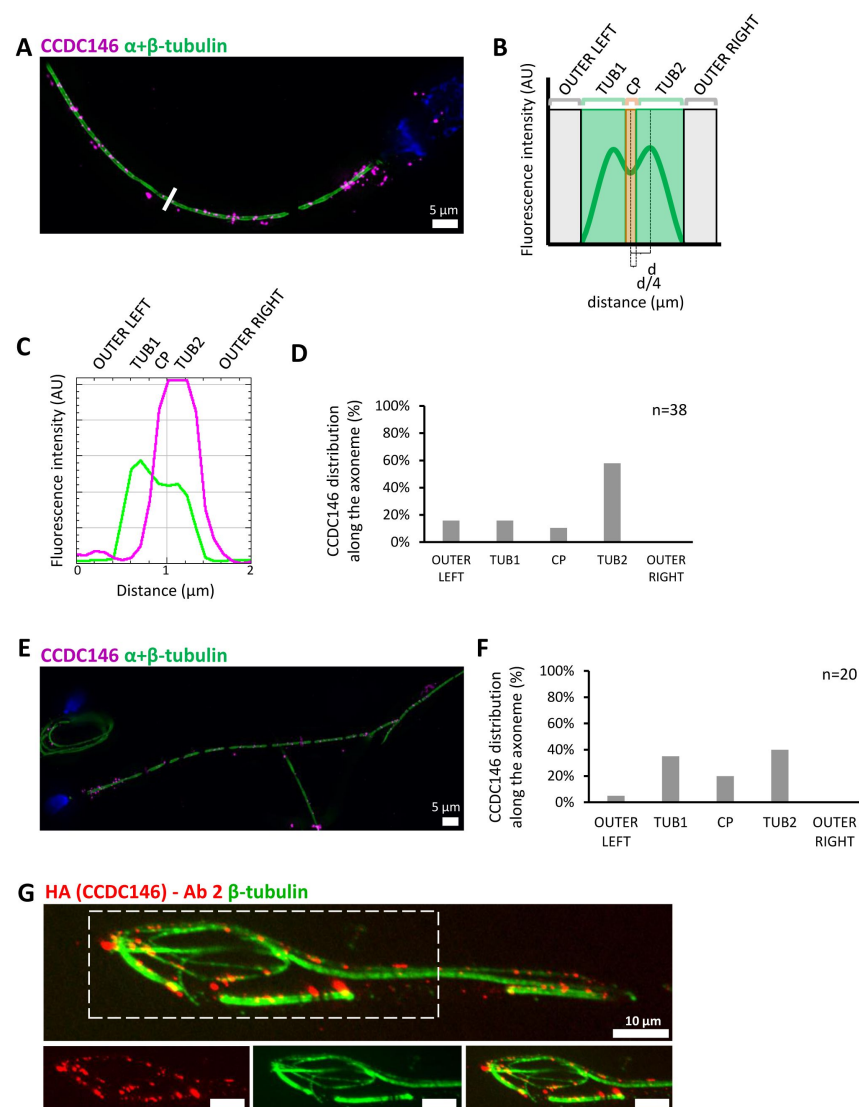 A CCDC146 α+β-tubulin
5 μm
B
OUTER LEFT
TUB1
CP
TUB2
OUTER RIGHT
Fluorescence intensity (AU)
d
d/4
distance (μm)
C
OUTER LEFT
TUB1
CP
TUB2
OUTER RIGHT
Fluorescence intensity (AU)
0 1 2
Distance (μm)
D
CCDC146 distribution
along the axoneme (%)
100%
80%
60%
40%
20%
0%
n=38
OUTER LEFT
TUB1
CP
TUB2
OUTER RIGHT
E CCDC146 α+β-tubulin
5 μm
F
CCDC146 distribution
along the axoneme (%)
100%
80%
60%
40%
20%
0%
n=20
OUTER LEFT
TUB1
CP
TUB2
OUTER RIGHT
G HA (CCDC146) - Ab 2 β-tubulin
10 μm